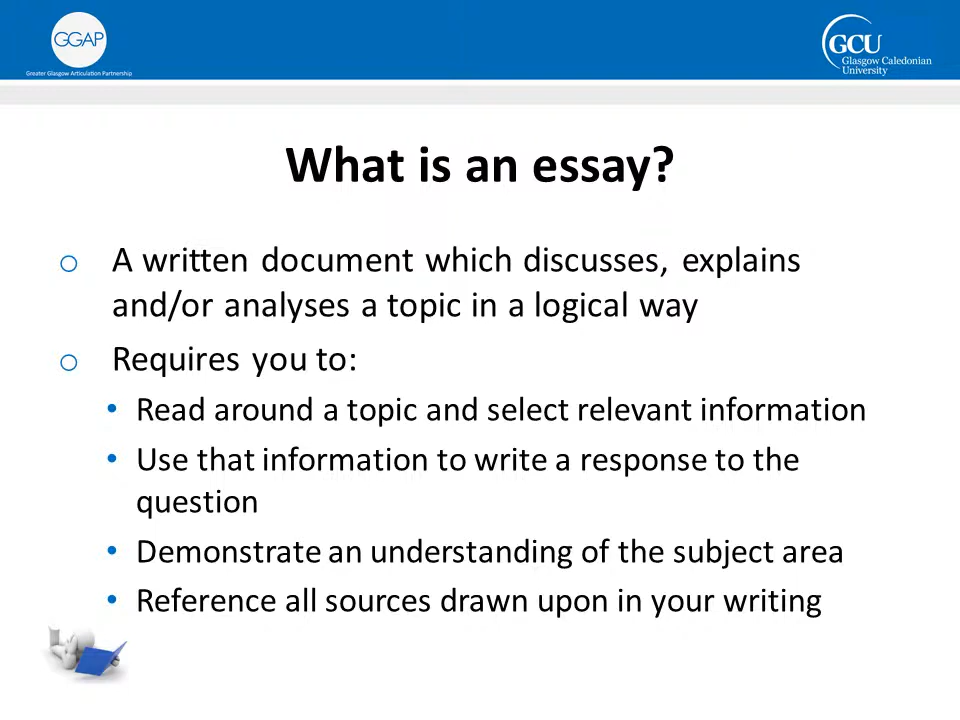 GGAP
Greater Glasgow Articulation Partnership
GCU
Glasgow Caledonian
University
What is an essay?
o A written document which discusses, explains
and/or analyses a topic in a logical way
o Requires you to:
• Read around a topic and select relevant information
• Use that information to write a response to the
question
• Demonstrate an understanding of the subject area
• Reference all sources drawn upon in your writing